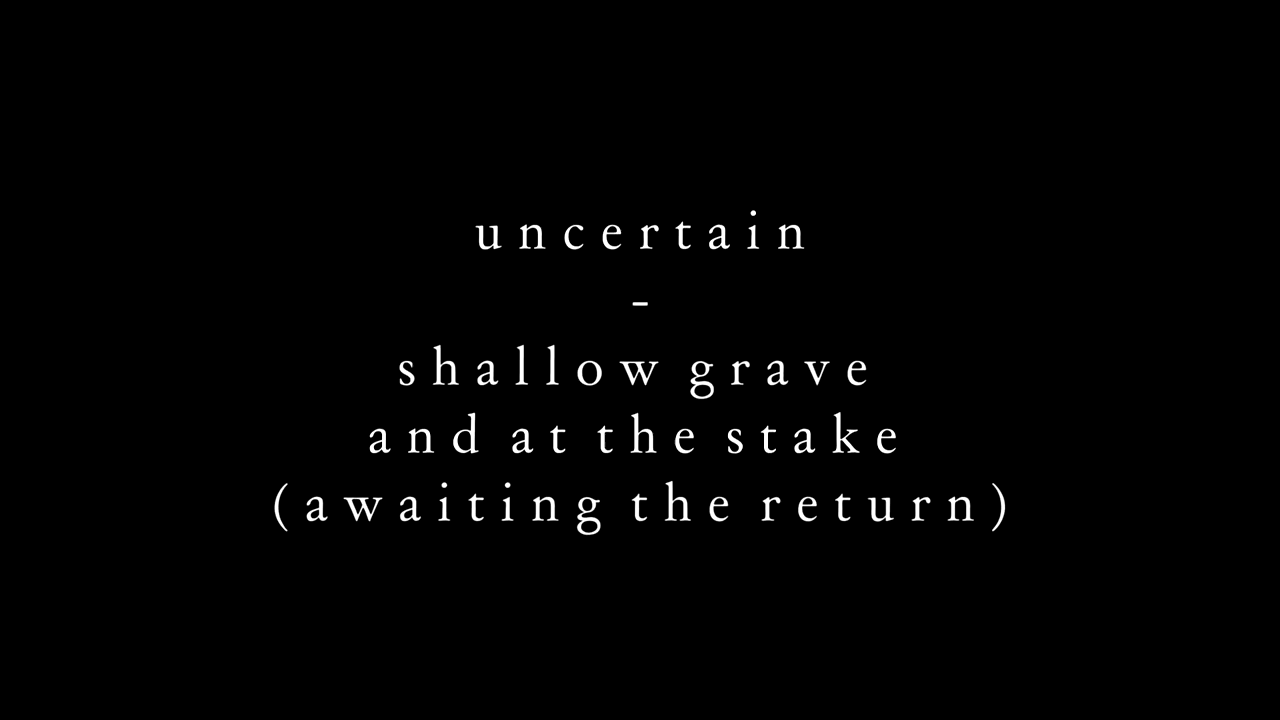 uncertain
-
shallow grave
and at the stake
(awaiting the return)